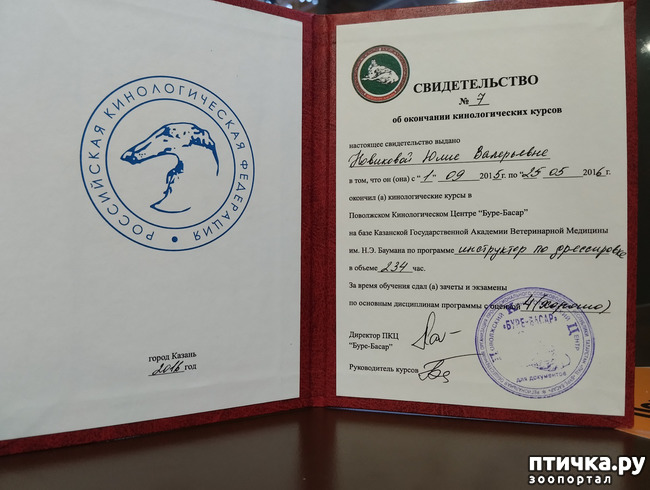 РОССИЙСКАЯ КИНОЛОГИЧЕСКАЯ ФЕДЕРАЦИЯ
город Казань
2016 год
СВИДЕТЕЛЬСТВО
№ 7
об окончании кинологических курсов
настоящее свидетельство выдано
Новиковой Юлие Валерьевне
в том, что он (она) с "1" 09 2015г. по "25 05 2016 г.
окончил (а) кинологические курсы в
Поволжском Кинологическом Центре "Буре-Басар"
на базе Казанской Государственной Академии Ветеринарной Медицины
им. Н.Э. Баумана по программе инструктор по дрессировке
в объеме 234 час.
За время обучения сдал (а) зачеты и экзамены
по основным дисциплинам программы с оценкой 4 (хорошо)
Директор ПКЦ
"Буре-Басар"
Руководитель курсов
"БУРЕ-БАСАР"
ДЛЯ ДОКУМЕНТОВ
птичка.ру
зоопортал